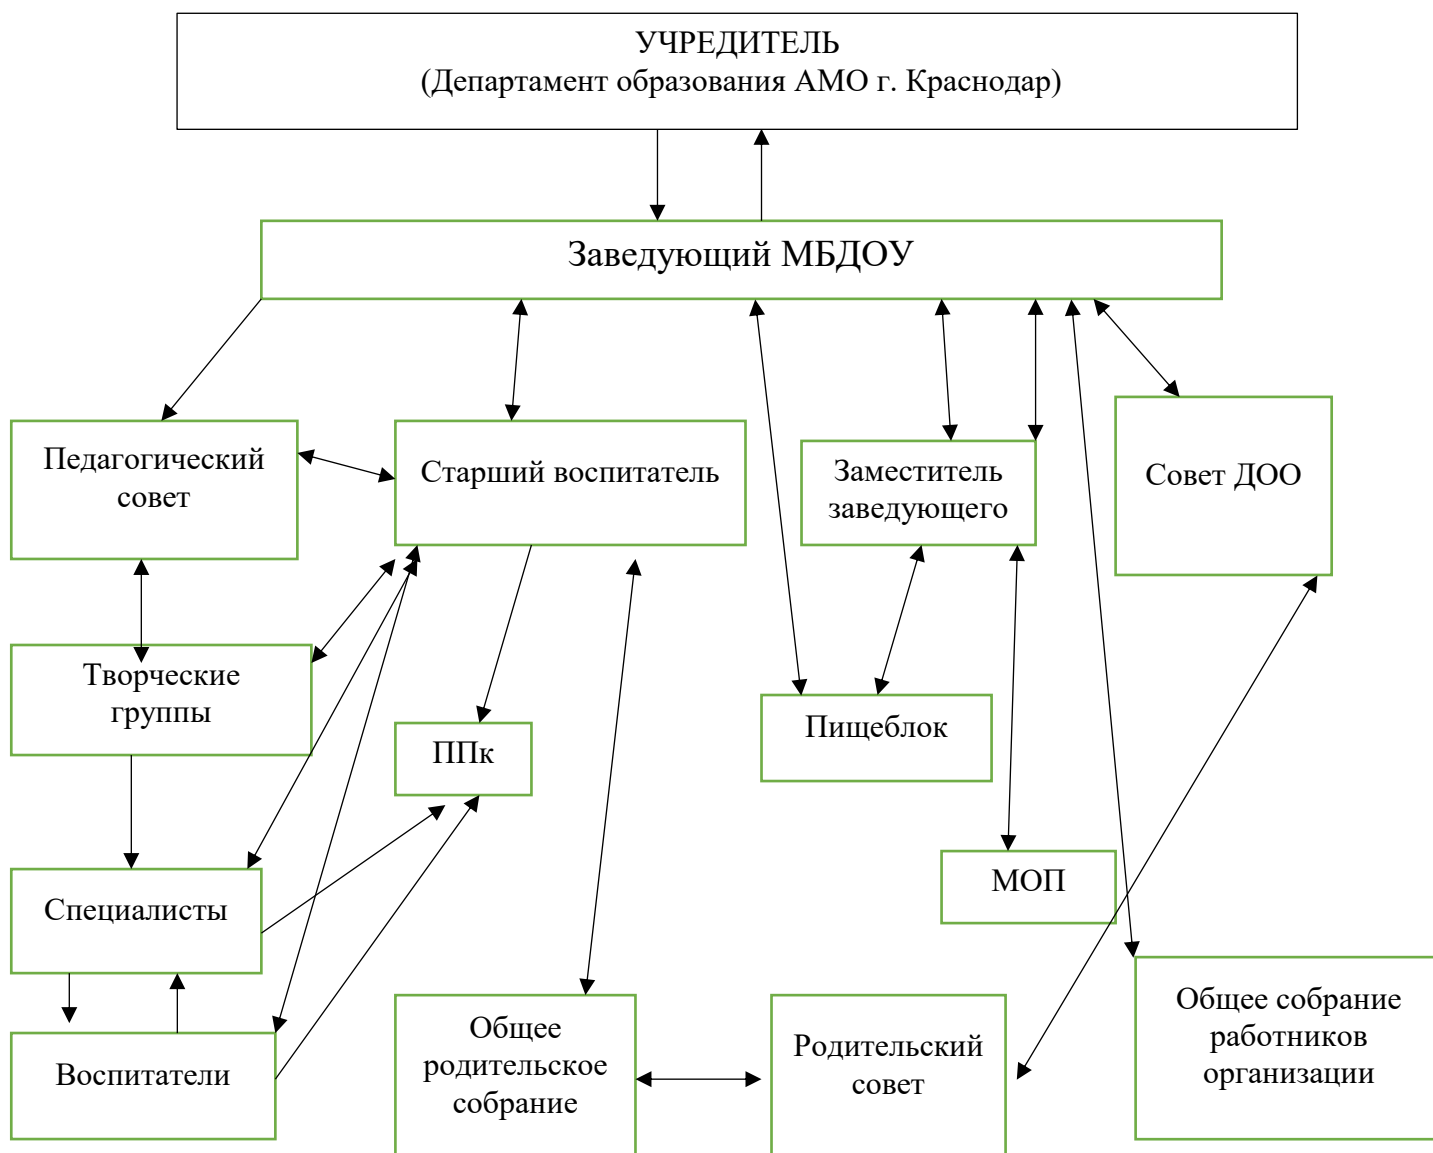 УЧРЕДИТЕЛЬ
(Департамент образования АМО г. Краснодар)
Заведующий МБДОУ
Педагогический
совет
Старший воспитатель
Заместитель
заведующего
Совет ДОО
Творческие
группы
ППк
Пищеблок
Специалисты
МОП
Воспитатели
Общее
родительское
собрание
Родительский
совет
Общее собрание
работников
организации